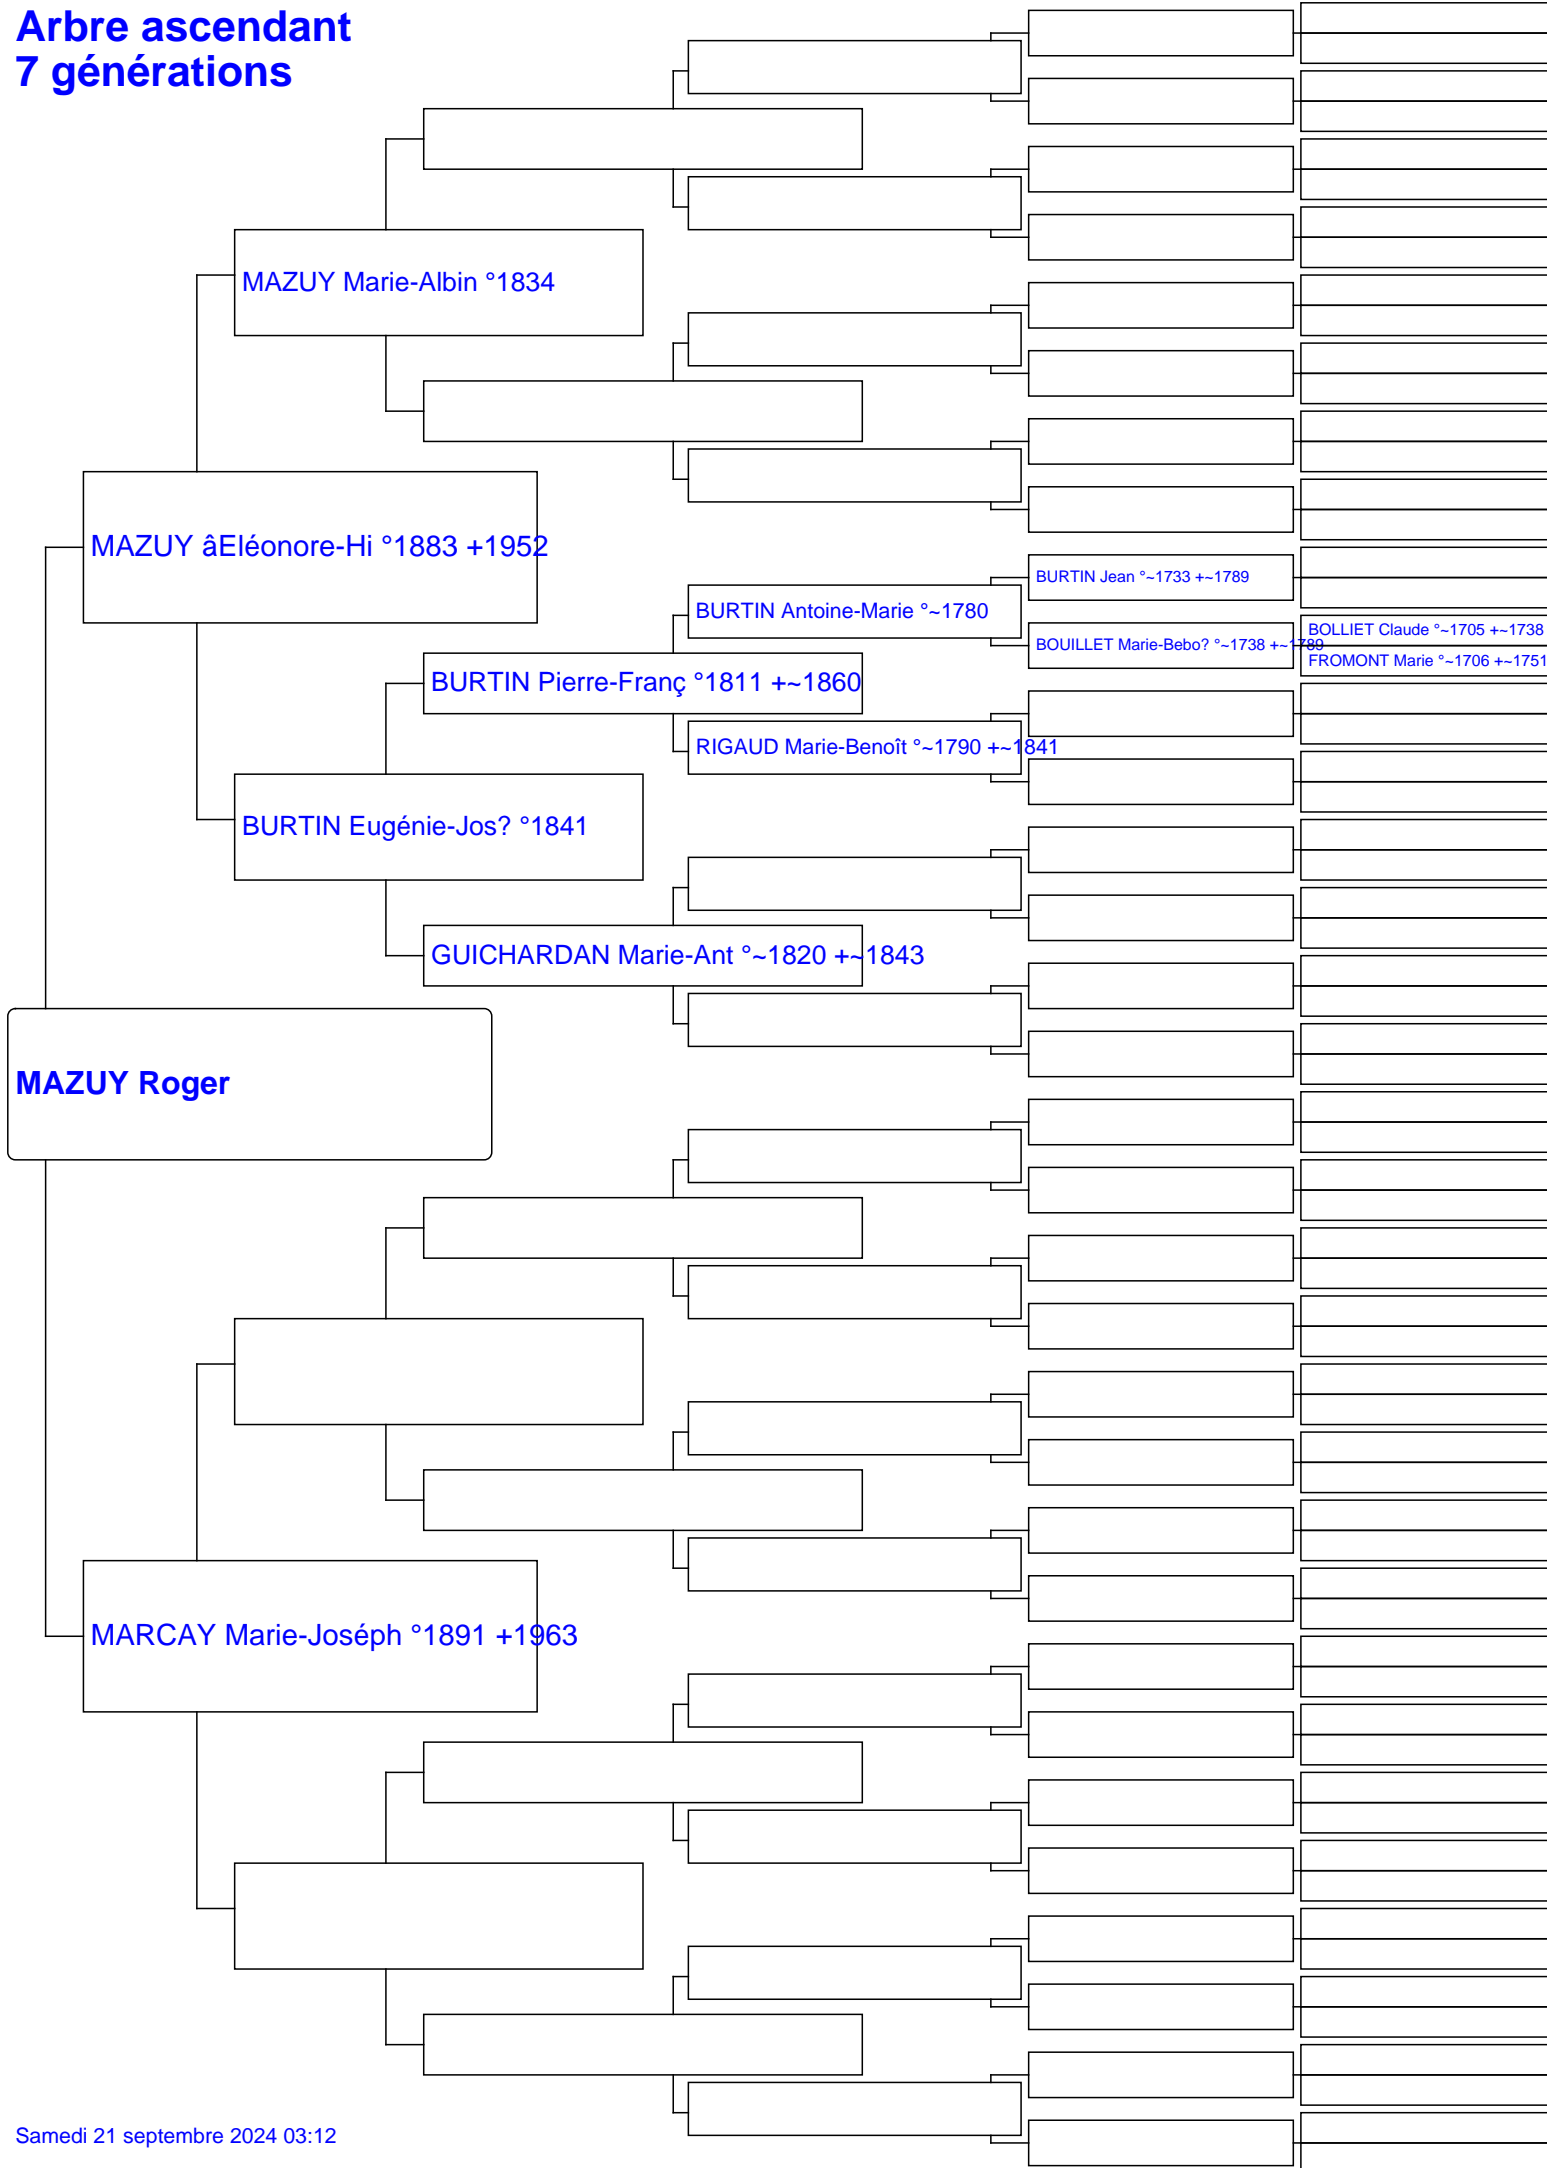 Arbre ascendant
7 générations
MAZUY Marie-Albin °1834
MAZUY âEléonore-Hi °1883 +1952
BURTIN Jean °~1733 +~1789
BURTIN Antoine-Marie °~1780
BOLLIET Claude °~1705 +~1738
BOUILLET Marie-Bebo? °~1738 +~1789
FROMONT Marie °~1706 +~1751
BURTIN Pierre-Franç °1811 +~1860
RIGAUD Marie-Benoît °~1790 +~1841
BURTIN Eugénie-Jos? °1841
GUICHARDAN Marie-Ant °~1820 +~1843
MAZUY Roger
MARCAY Marie-Joséph °1891 +1963
Samedi 21 septembre 2024 03:12